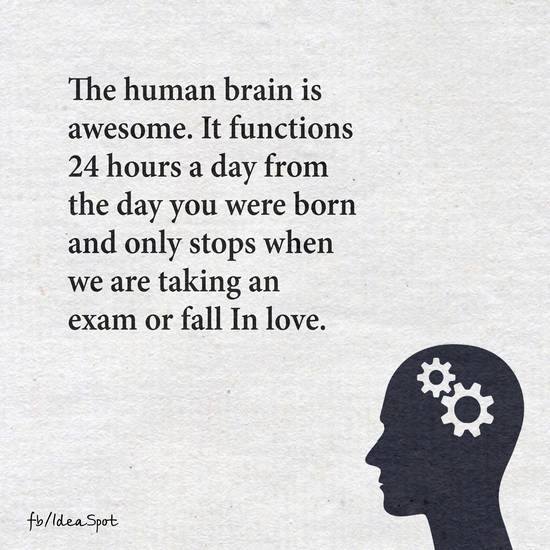 The human brain is
awesome. It functions
24 hours a day from
the day you were born
and only stops when
we are taking an
exam or fall In love.
fb/IdeaSpot